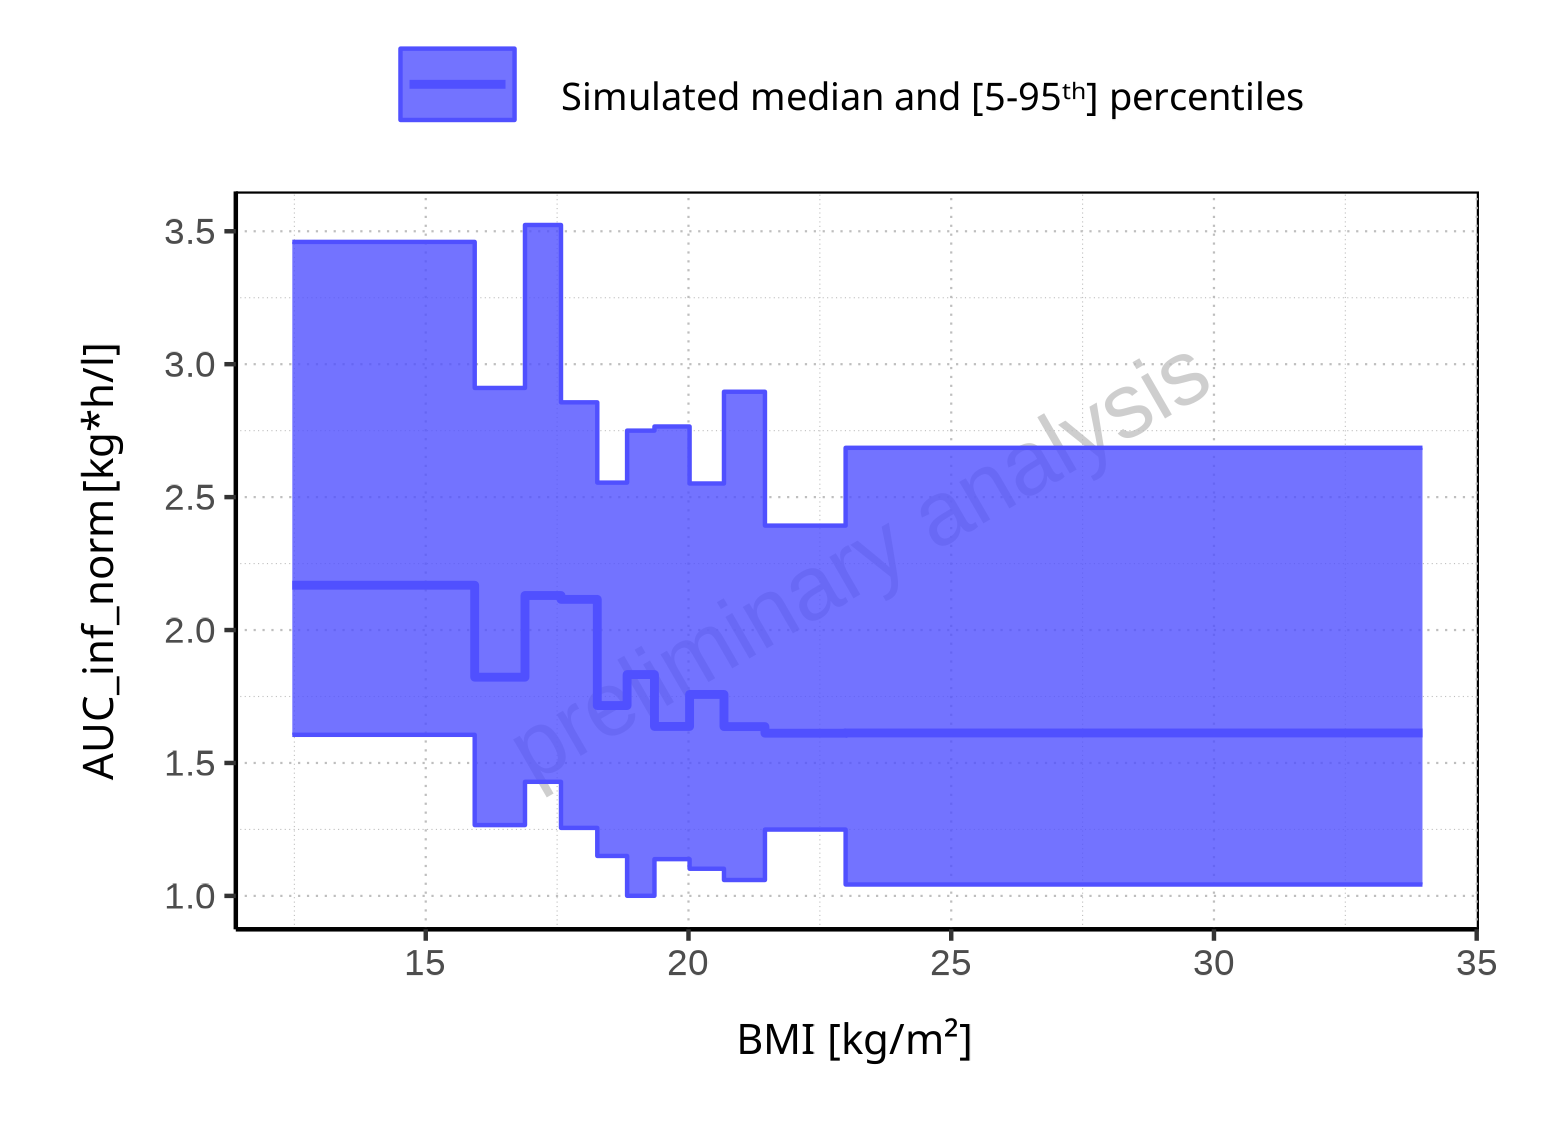 Simulated median and [5-95ᵗʰ] percentiles
3.5
3.0
2.5
2.0
1.5
1.0
AUC_inf_norm[kg*h/l]
preliminary analysis
15 20 25 30 35
BMI [kg/m²]